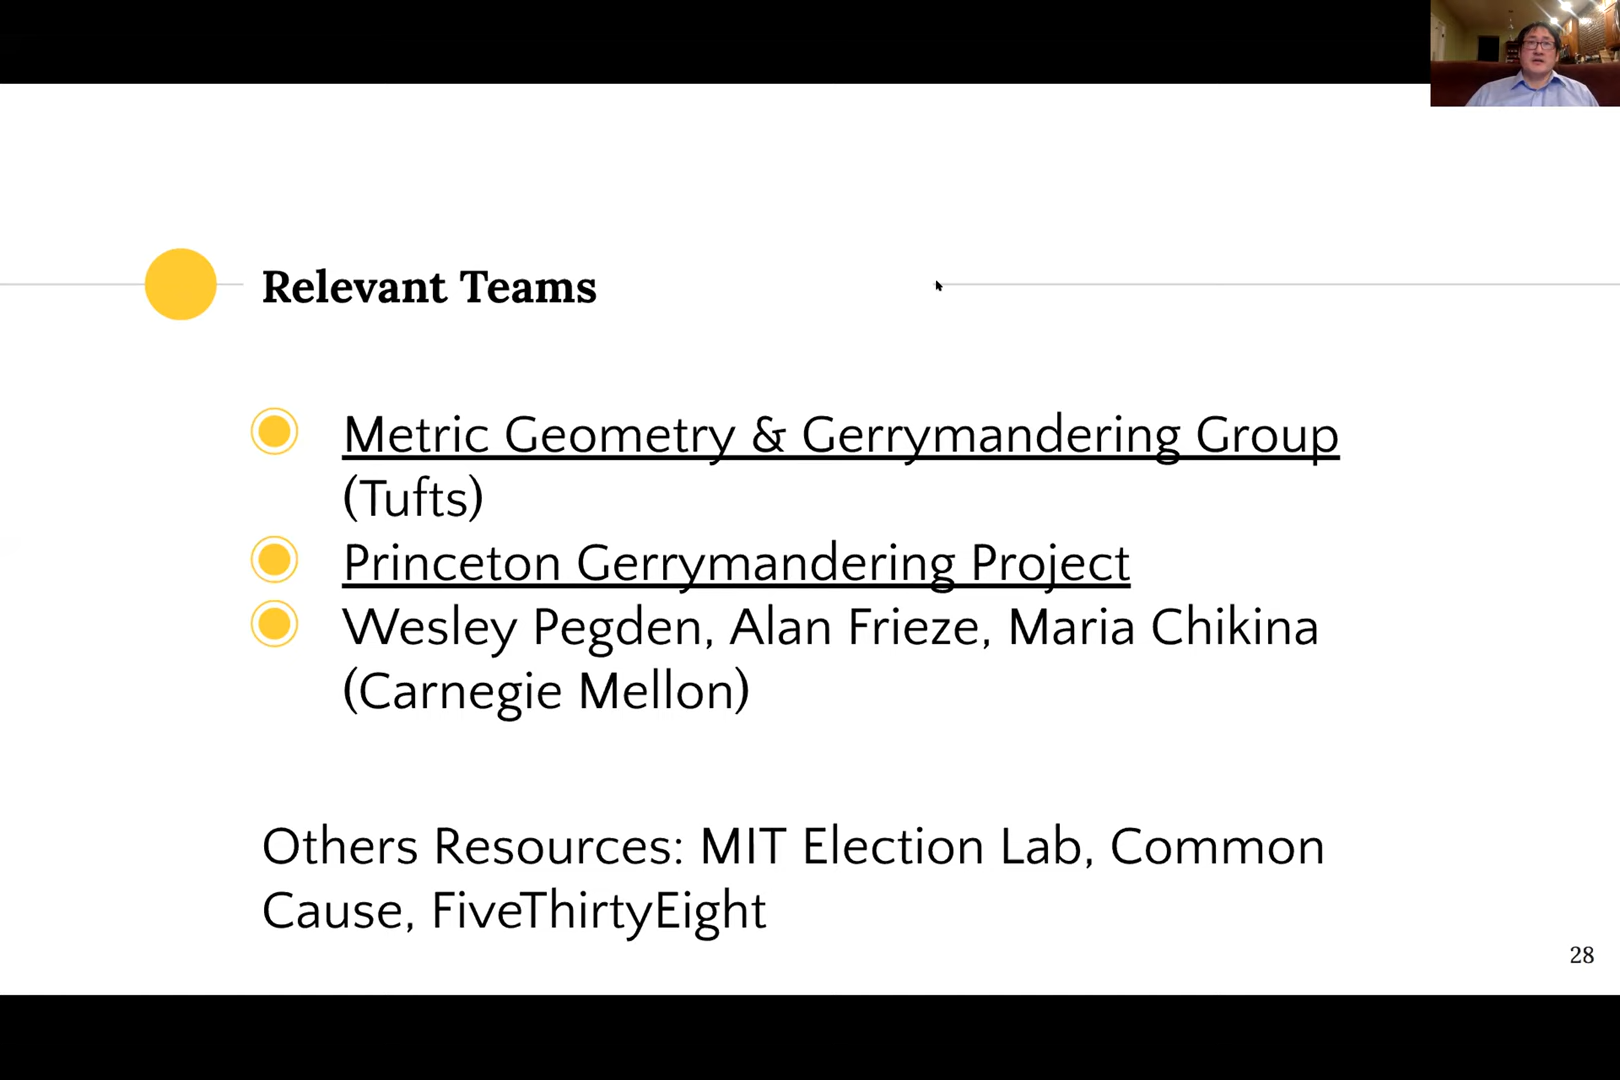 Relevant Teams
Metric Geometry & Gerrymandering Group
(Tufts)
Princeton Gerrymandering Project
Wesley Pegden, Alan Frieze, Maria Chikina
(Carnegie Mellon)
Others Resources: MIT Election Lab, Common
Cause, FiveThirtyEight
28